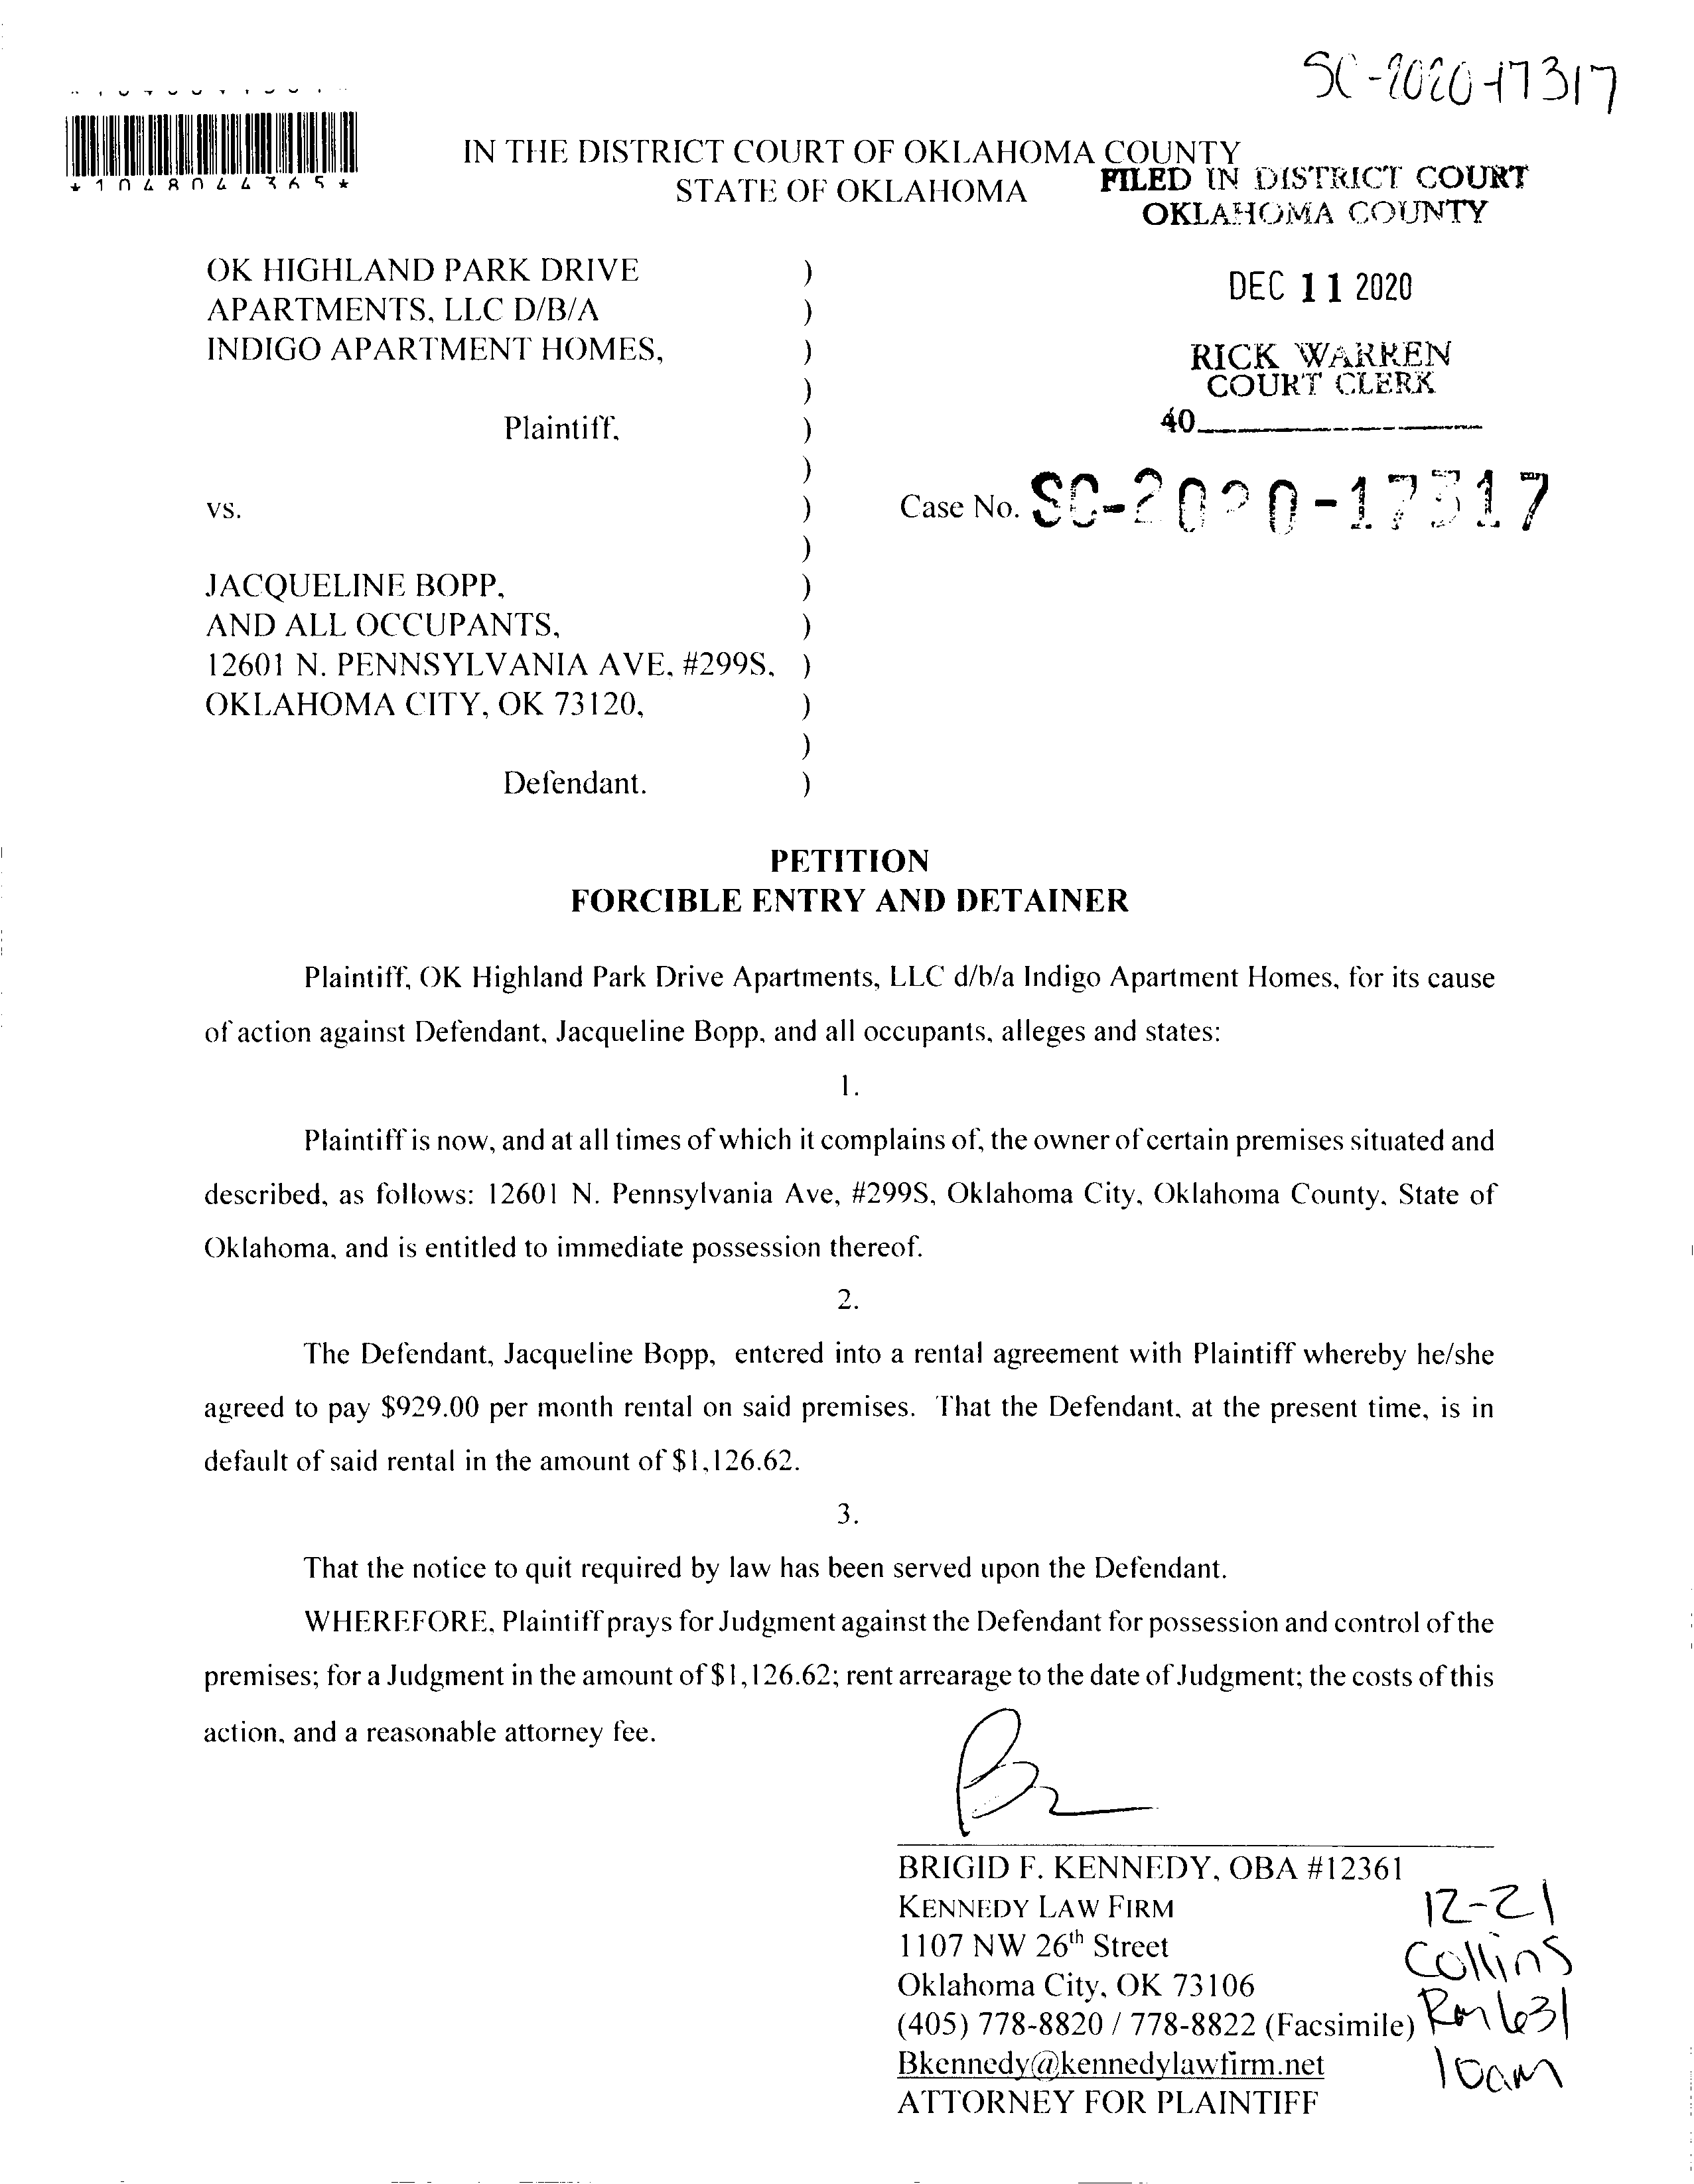 SC-2020-17317
*1048044365*
IN THE DISTRICT COURT OF OKLAHOMA COUNTY
STATE OF OKLAHOMA
FILED IN DISTRICT COURT
OKLAHOMA COUNTY
DEC 11 2020
RICK WARREN
COURT CLERK
40
OK HIGHLAND PARK DRIVE )
APARTMENTS, LLC D/B/A )
INDIGO APARTMENT HOMES, )
)
Plaintiff, )
)
vs. ) Case No. SC-2020-17317
)
JACQUELINE BOPP, )
AND ALL OCCUPANTS, )
12601 N. PENNSYLVANIA AVE, #299S, )
OKLAHOMA CITY, OK 73120, )
)
Defendant. )
PETITION
FORCIBLE ENTRY AND DETAINER
Plaintiff, OK Highland Park Drive Apartments, LLC d/b/a Indigo Apartment Homes, for its cause
of action against Defendant, Jacqueline Bopp, and all occupants, alleges and states:
1.
Plaintiff is now, and at all times of which it complains of, the owner of certain premises situated and
described, as follows: 12601 N. Pennsylvania Ave, #299S, Oklahoma City, Oklahoma County, State of
Oklahoma, and is entitled to immediate possession thereof.
2.
The Defendant, Jacqueline Bopp, entered into a rental agreement with Plaintiff whereby he/she
agreed to pay $929.00 per month rental on said premises. That the Defendant, at the present time, is in
default of said rental in the amount of $1,126.62.
3.
That the notice to quit required by law has been served upon the Defendant.
WHEREFORE, Plaintiff prays for Judgment against the Defendant for possession and control of the
premises; for a Judgment in the amount of $1,126.62; rent arrearage to the date of Judgment; the costs of this
action, and a reasonable attorney fee.
BRIGID F. KENNEDY, OBA #12361
KENNEDY LAW FIRM
1107 NW 26th Street
Oklahoma City, OK 73106
(405) 778-8820 / 778-8822 (Facsimile)
Bkennedy@kennedylawfirm.net
ATTORNEY FOR PLAINTIFF
12-21
Collins
Rm 631
10am